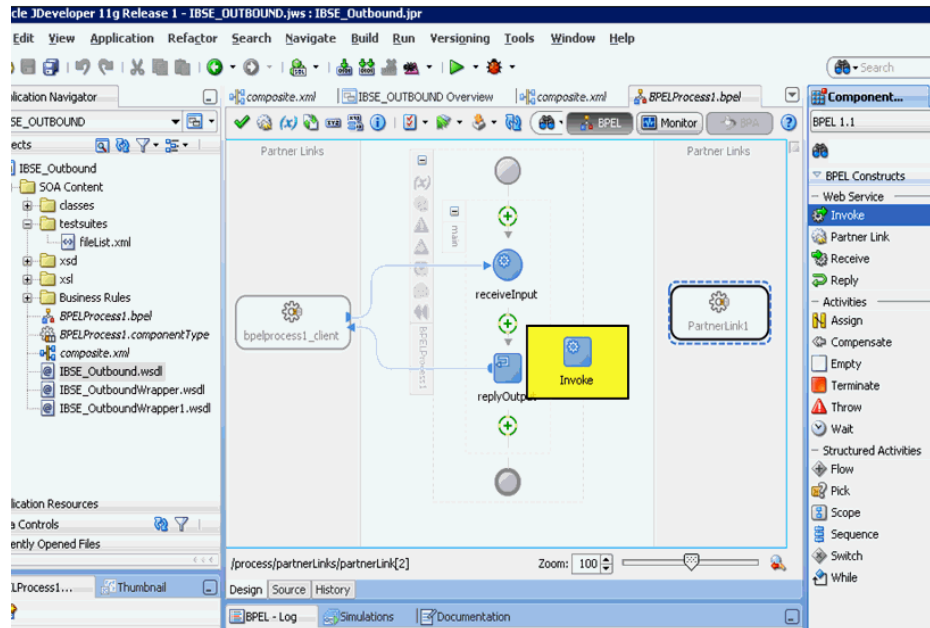 cle JDeveloper 11g Release 1 - IBSE_OUTBOUND.jws : IBSE_Outbound.jpr
Edit View Application Refactor Search Navigate Build Run Versioning Tools Window Help
Search
lication Navigator
composite.xml
IBSE_OUTBOUND Overview
composite.xml
BPELProcess1.bpel
Component...
SE_OUTBOUND
BPEL
Monitor
BPA
BPEL 1.1
ects
IBSE_Outbound
SOA Content
classes
testsuites
fileList.xml
xsd
xsl
Business Rules
BPELProcess1.bpel
BPELProcess1.componentType
composite.xml
IBSE_Outbound.wsdl
IBSE_OutboundWrapper.wsdl
IBSE_OutboundWrapper1.wsdl
lication Resources
a Controls
ently Opened Files
LProcess1...
Thumbnail
Partner Links
Partner Links
main
receiveInput
bpelprocess1_client
PartnerLink1
BPELProcess1
Invoke
replyOutput
/process/partnerLinks/partnerLink[2]
Zoom: 100
Design Source History
BPEL - Log
Simulations
Documentation
BPEL Constructs
Web Service
Invoke
Partner Link
Receive
Reply
Activities
Assign
Compensate
Empty
Terminate
Throw
Wait
Structured Activities
Flow
Pick
Scope
Sequence
Switch
While